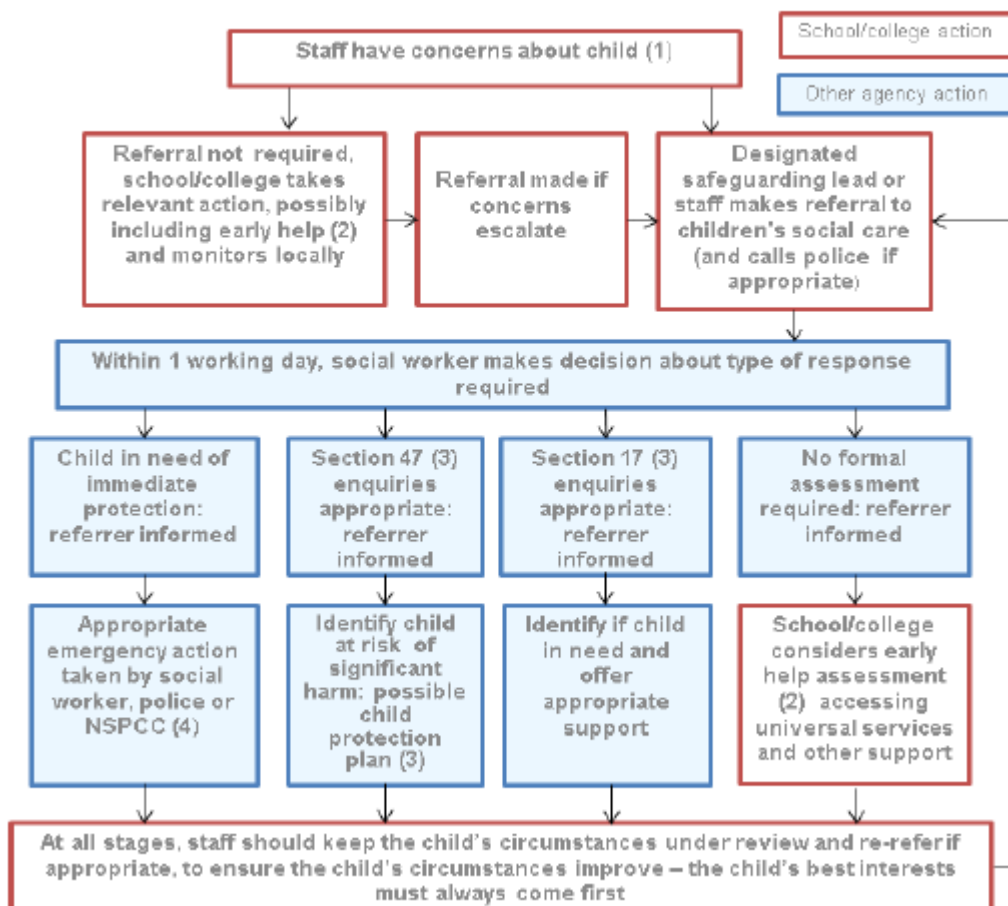 School/college action
Other agency action
Staff have concerns about child (1)
Referral not required,
school/college takes
relevant action, possibly
including early help (2)
and monitors locally
Referral made if
concerns
escalate
Designated
safeguarding lead or
staff makes referral to
children's social care
(and calls police if
appropriate)
Within 1 working day, social worker makes decision about type of response
required
Child in need of
immediate
protection:
referrer informed
Section 47 (3)
enquiries
appropriate:
referrer
informed
Section 17 (3)
enquiries
appropriate:
referrer
informed
No formal
assessment
required: referrer
informed
Appropriate
emergency action
taken by social
worker, police or
NSPCC (4)
Identify child
at risk of
significant
harm: possible
child
protection
plan (3)
Identify if child
in need and
offer
appropriate
support
School/college
considers early
help assessment
(2) accessing
universal services
and other support
At all stages, staff should keep the child's circumstances under review and re-refer if
appropriate, to ensure the child's circumstances improve – the child's best interests
must always come first